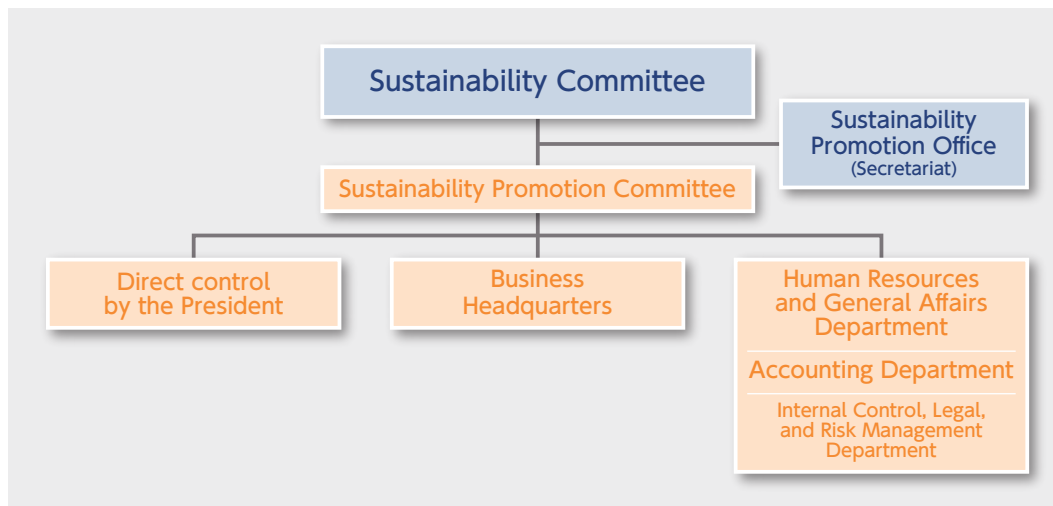 Sustainability Committee
Sustainability
Promotion Office
(Secretariat)
Sustainability Promotion Committee
Direct control
by the President
Business
Headquarters
Human Resources
and General Affairs
Department
Accounting Department
Internal Control, Legal,
and Risk Management
Department